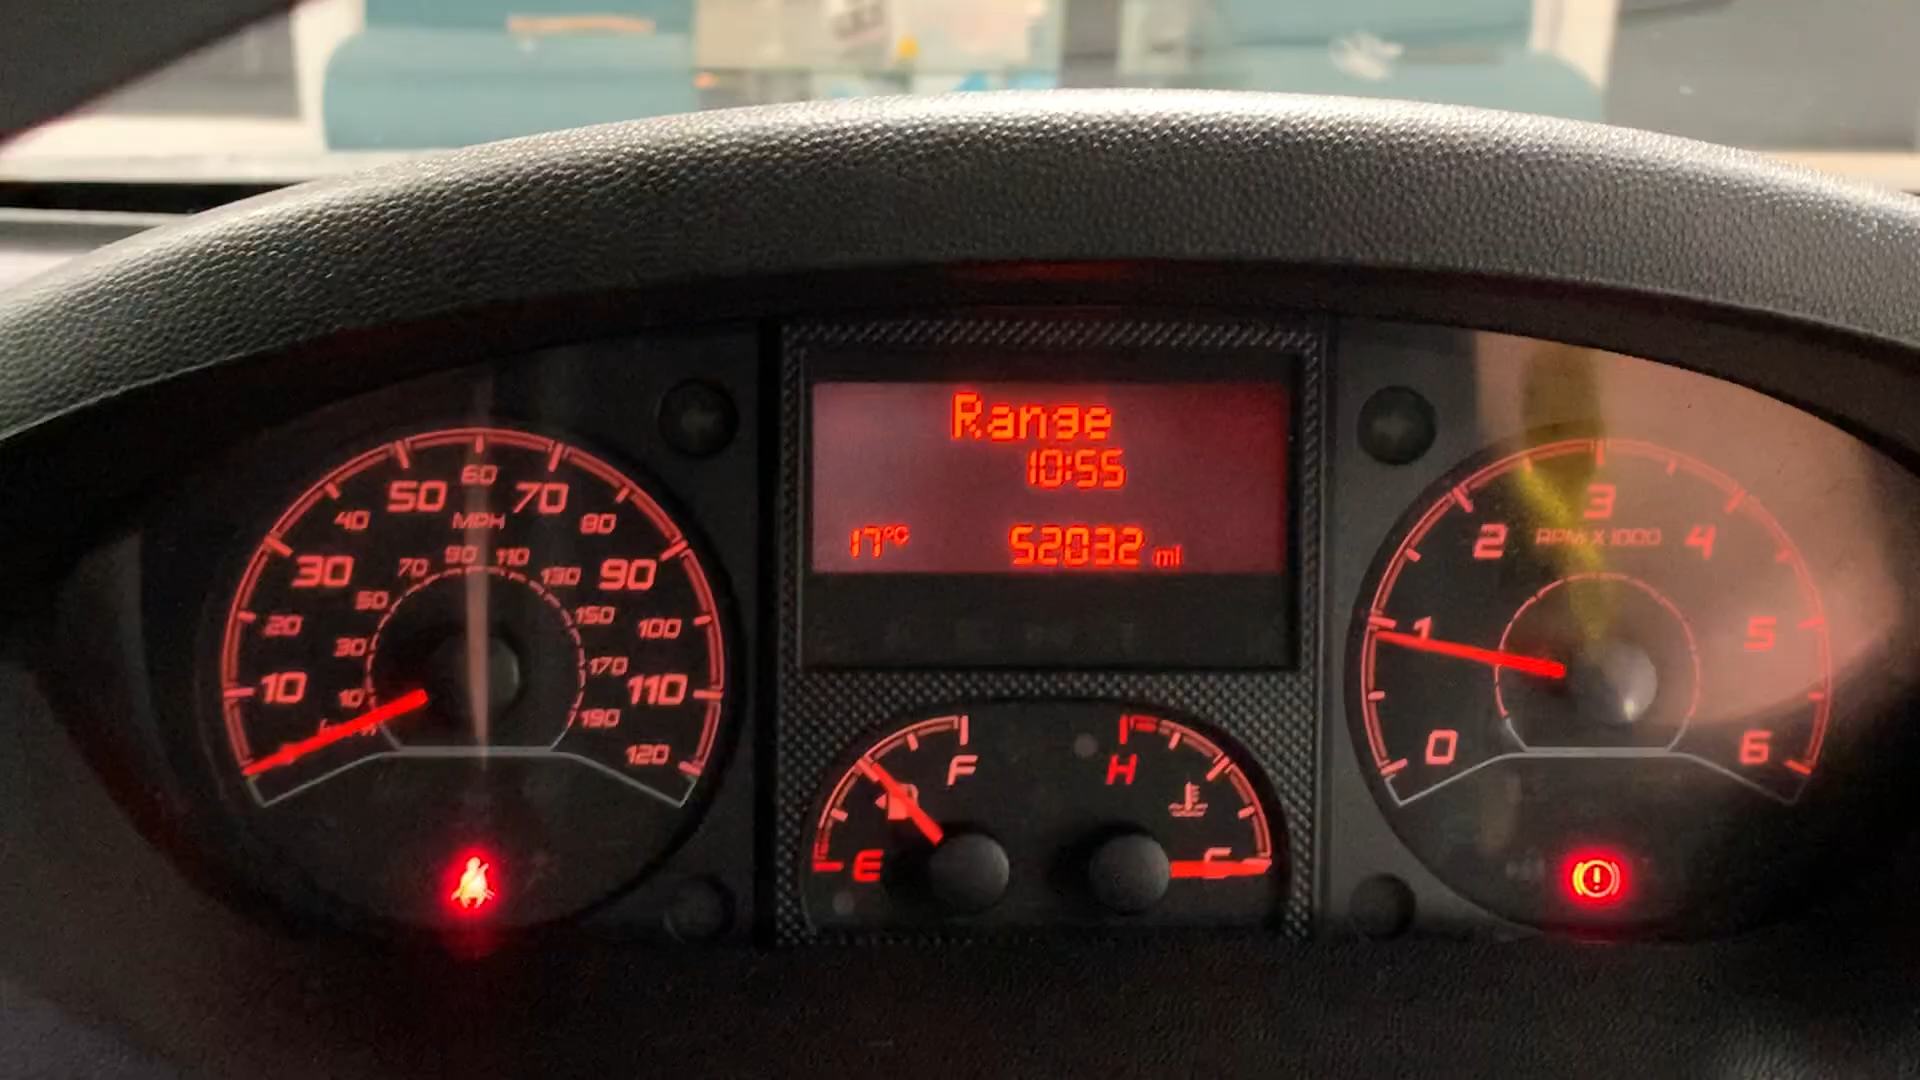 Range
10:55
17°C 52032 mi
60
50 70
40 MPH 80
90 110
70 130
30 90
50 150
20 100
30 170
10 110
10 190
120
F H
E
3
2 RPM X 1000 4
1 5
0 6